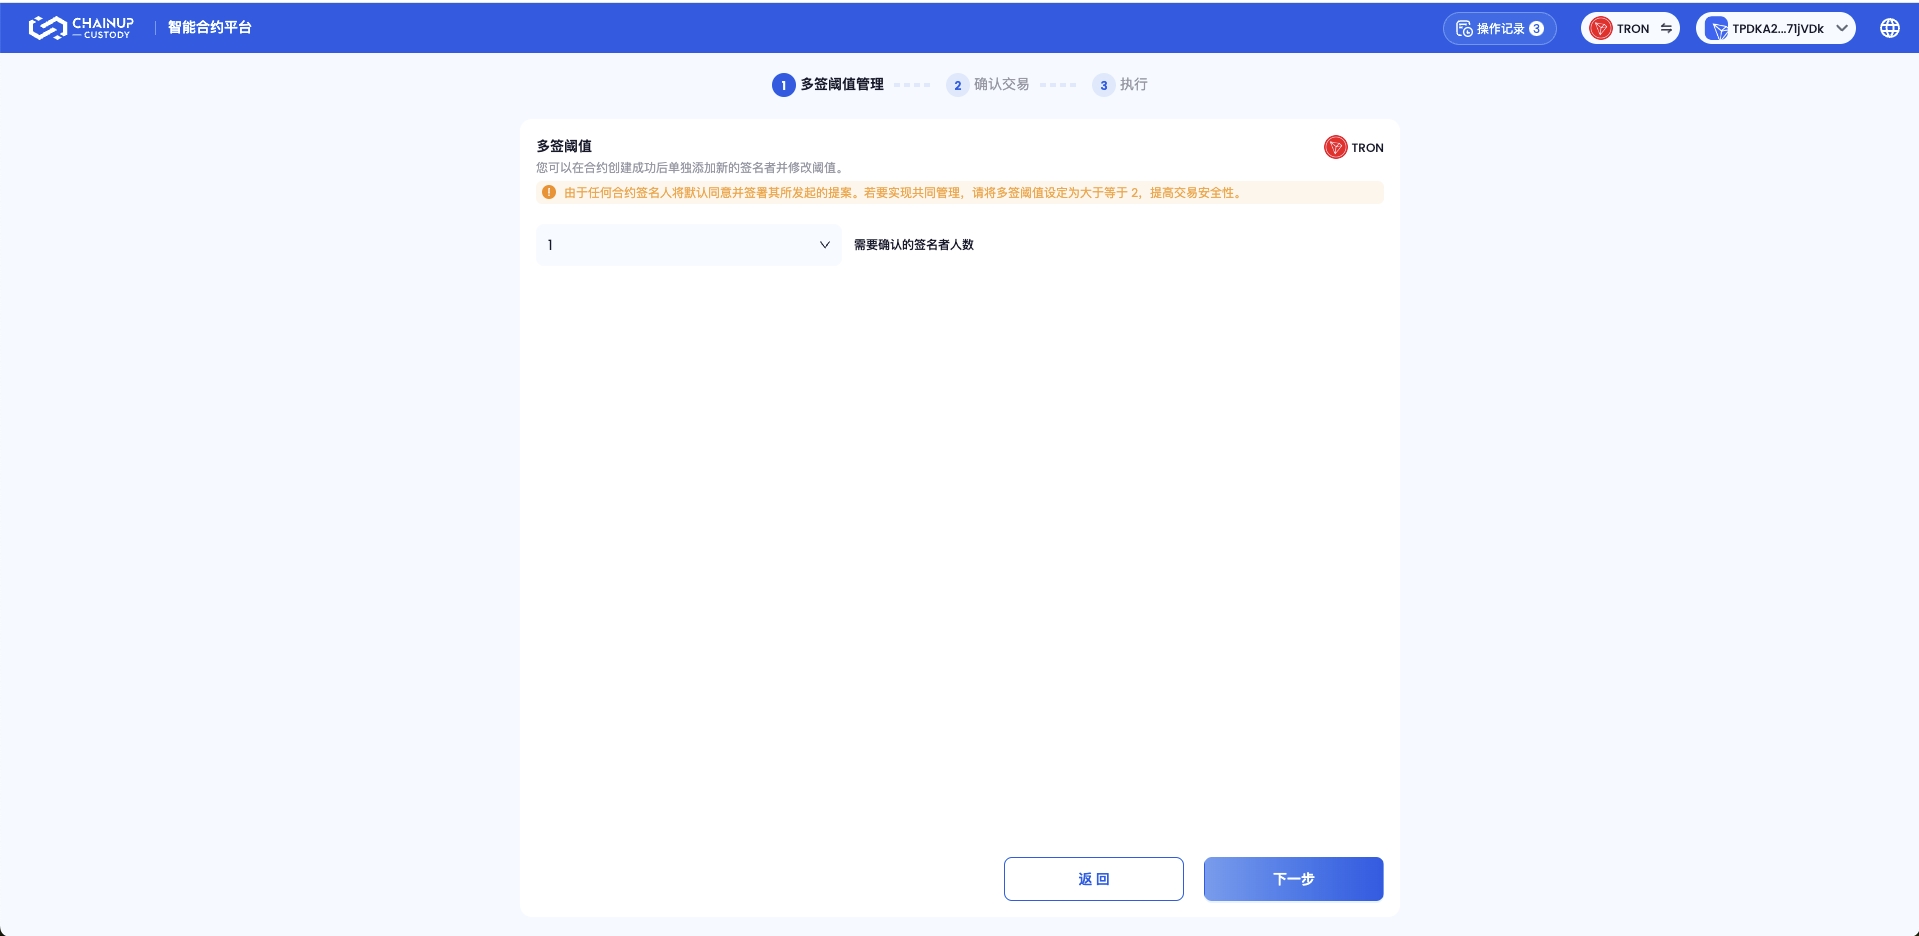 CHAINUP
CUSTODY
智能合约平台
操作记录 3
TRON
TPDKA2...71jVDk
1 多签阈值管理
2 确认交易
3 执行
多签阈值
TRON
您可以在合约创建成功后单独添加新的签名者并修改阈值。
由于任何合约签名人将默认同意并签署其所发起的提案。若要实现共同管理，请将多签阈值设定为大于等于 2，提高交易安全性。
1
需要确认的签名者人数
返 回
下一步